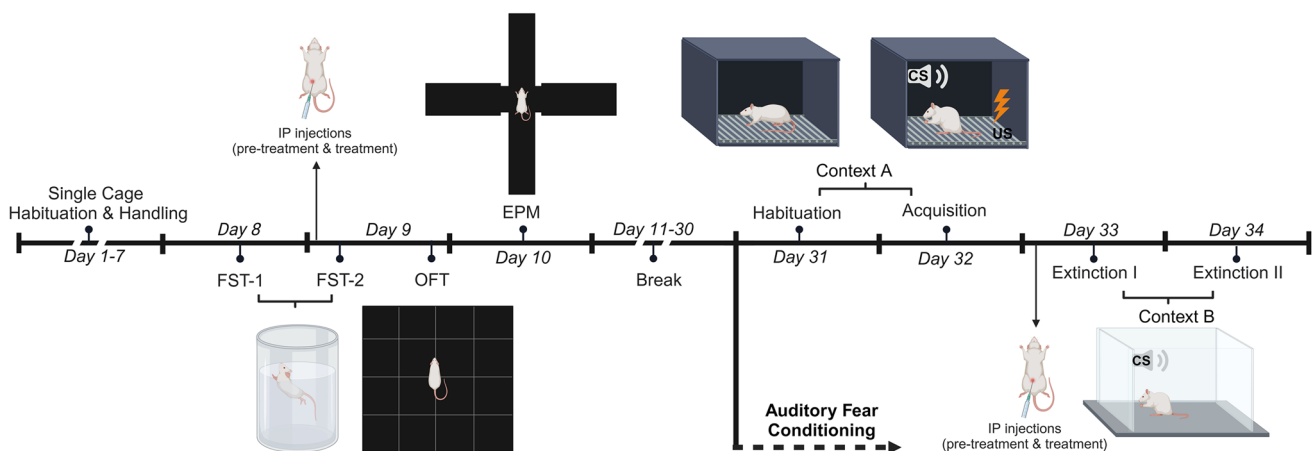 IP injections
(pre-treatment & treatment)
CS
US
Context A
Single Cage
Habituation & Handling
EPM
Habituation
Acquisition
Day 8
Day 9
Day 11-30
Day 33
Day 34
Day 1-7
Day 10
Day 31
Day 32
FST-1
FST-2
OFT
Break
Extinction I
Extinction II
Context B
CS
Auditory Fear
Conditioning
IP injections
(pre-treatment & treatment)